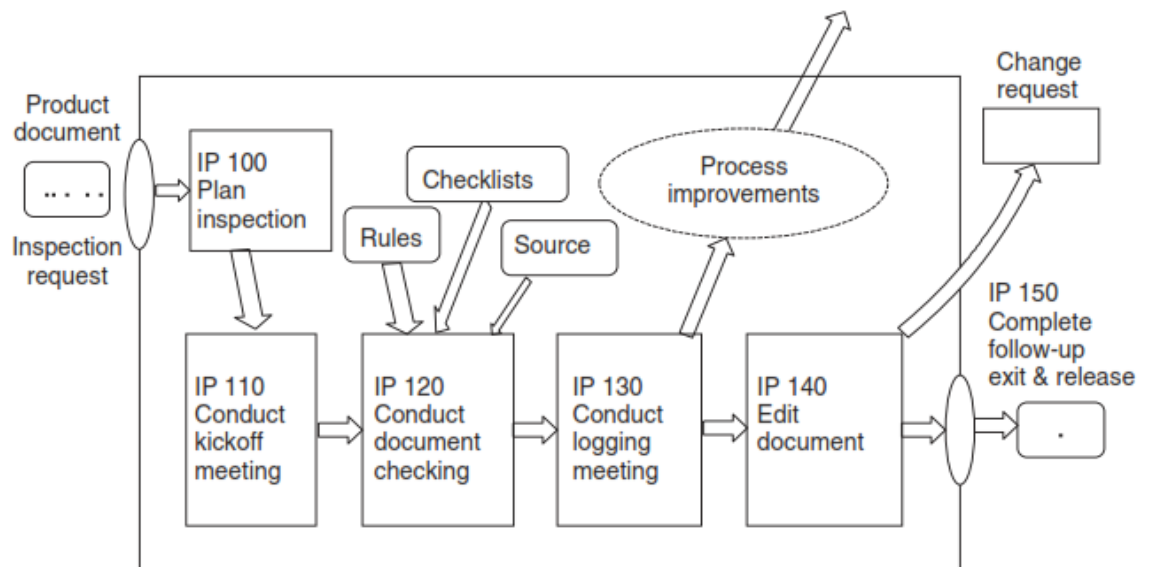 Product
document
.. . . .
Inspection
request
IP 100
Plan
inspection
Rules
Checklists
Source
Process
improvements
Change
request
IP 110
Conduct
kickoff
meeting
IP 120
Conduct
document
checking
IP 130
Conduct
logging
meeting
IP 140
Edit
document
IP 150
Complete
follow-up
exit & release
.